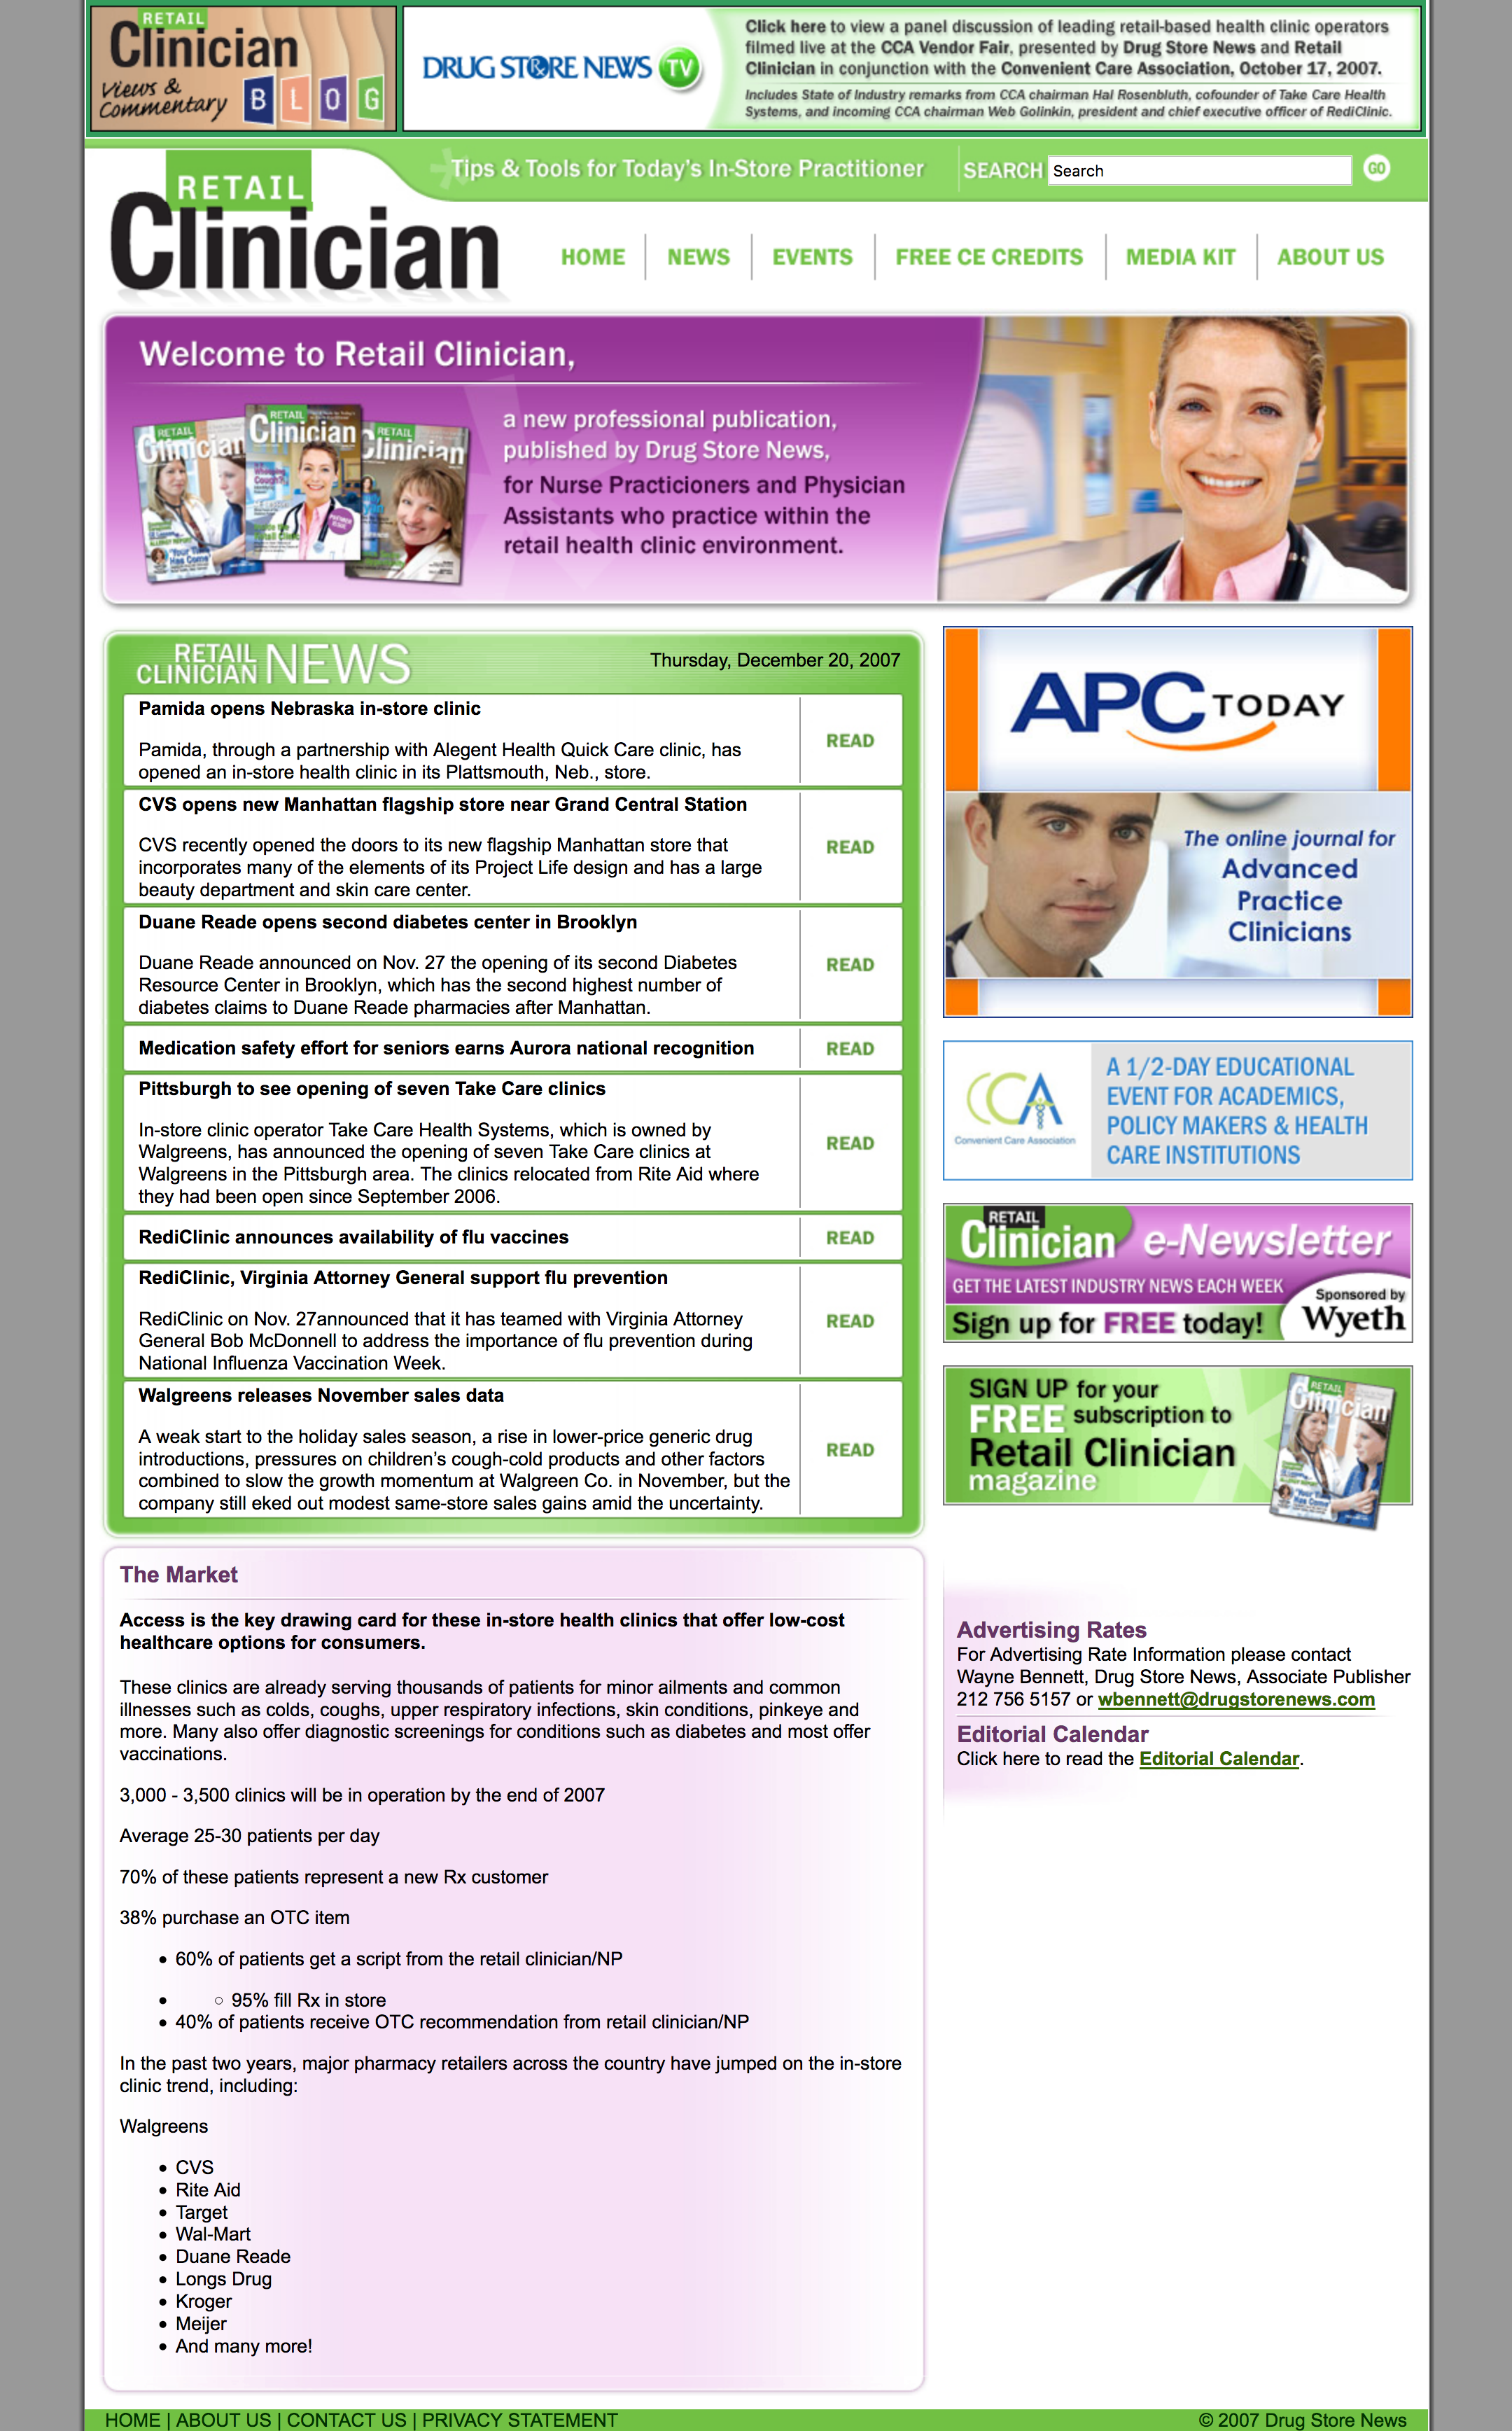 RETAIL
Clinician
Views &
Commentary
B L O G
DRUG STORE NEWS TV
Click here to view a panel discussion of leading retail-based health clinic operators
filmed live at the CCA Vendor Fair, presented by Drug Store News and Retail
Clinician in conjunction with the Convenient Care Association, October 17, 2007.
Includes State of Industry remarks from CCA chairman Hal Rosenbluth, cofounder of Take Care Health
Systems, and incoming CCA chairman Web Golinkin, president and chief executive officer of RediClinic.
RETAIL
Clinician
Tips & Tools for Today's In-Store Practitioner
SEARCH Search GO
HOME NEWS EVENTS FREE CE CREDITS MEDIA KIT ABOUT US
Welcome to Retail Clinician,
RETAIL
Clinician
RETAIL
Clinician
RETAIL
Clinician
a new professional publication,
published by Drug Store News,
for Nurse Practicioners and Physician
Assistants who practice within the
retail health clinic environment.
RETAIL
CLINICIAN NEWS
Thursday, December 20, 2007
Pamida opens Nebraska in-store clinic
Pamida, through a partnership with Alegent Health Quick Care clinic, has
opened an in-store health clinic in its Plattsmouth, Neb., store.
READ
CVS opens new Manhattan flagship store near Grand Central Station
CVS recently opened the doors to its new flagship Manhattan store that
incorporates many of the elements of its Project Life design and has a large
beauty department and skin care center.
READ
Duane Reade opens second diabetes center in Brooklyn
Duane Reade announced on Nov. 27 the opening of its second Diabetes
Resource Center in Brooklyn, which has the second highest number of
diabetes claims to Duane Reade pharmacies after Manhattan.
READ
Medication safety effort for seniors earns Aurora national recognition
READ
Pittsburgh to see opening of seven Take Care clinics
In-store clinic operator Take Care Health Systems, which is owned by
Walgreens, has announced the opening of seven Take Care clinics at
Walgreens in the Pittsburgh area. The clinics relocated from Rite Aid where
they had been open since September 2006.
READ
RediClinic announces availability of flu vaccines
READ
RediClinic, Virginia Attorney General support flu prevention
RediClinic on Nov. 27announced that it has teamed with Virginia Attorney
General Bob McDonnell to address the importance of flu prevention during
National Influenza Vaccination Week.
READ
Walgreens releases November sales data
A weak start to the holiday sales season, a rise in lower-price generic drug
introductions, pressures on children's cough-cold products and other factors
combined to slow the growth momentum at Walgreen Co. in November, but the
company still eked out modest same-store sales gains amid the uncertainty.
READ
APC TODAY
The online journal for
Advanced
Practice
Clinicians
CCA
Convenient Care Association
A 1/2-DAY EDUCATIONAL
EVENT FOR ACADEMICS,
POLICY MAKERS & HEALTH
CARE INSTITUTIONS
RETAIL
Clinician e-Newsletter
GET THE LATEST INDUSTRY NEWS EACH WEEK
Sign up for FREE today!
Sponsored by
Wyeth
SIGN UP for your
FREE subscription to
Retail Clinician
magazine
RETAIL
Clinician
The Market
Access is the key drawing card for these in-store health clinics that offer low-cost
healthcare options for consumers.
These clinics are already serving thousands of patients for minor ailments and common
illnesses such as colds, coughs, upper respiratory infections, skin conditions, pinkeye and
more. Many also offer diagnostic screenings for conditions such as diabetes and most offer
vaccinations.
3,000 - 3,500 clinics will be in operation by the end of 2007
Average 25-30 patients per day
70% of these patients represent a new Rx customer
38% purchase an OTC item
• 60% of patients get a script from the retail clinician/NP
• ○ 95% fill Rx in store
• 40% of patients receive OTC recommendation from retail clinician/NP
In the past two years, major pharmacy retailers across the country have jumped on the in-store
clinic trend, including:
Walgreens
• CVS
• Rite Aid
• Target
• Wal-Mart
• Duane Reade
• Longs Drug
• Kroger
• Meijer
• And many more!
Advertising Rates
For Advertising Rate Information please contact
Wayne Bennett, Drug Store News, Associate Publisher
212 756 5157 or wbennett@drugstorenews.com
Editorial Calendar
Click here to read the Editorial Calendar.
HOME | ABOUT US | CONTACT US | PRIVACY STATEMENT
© 2007 Drug Store News